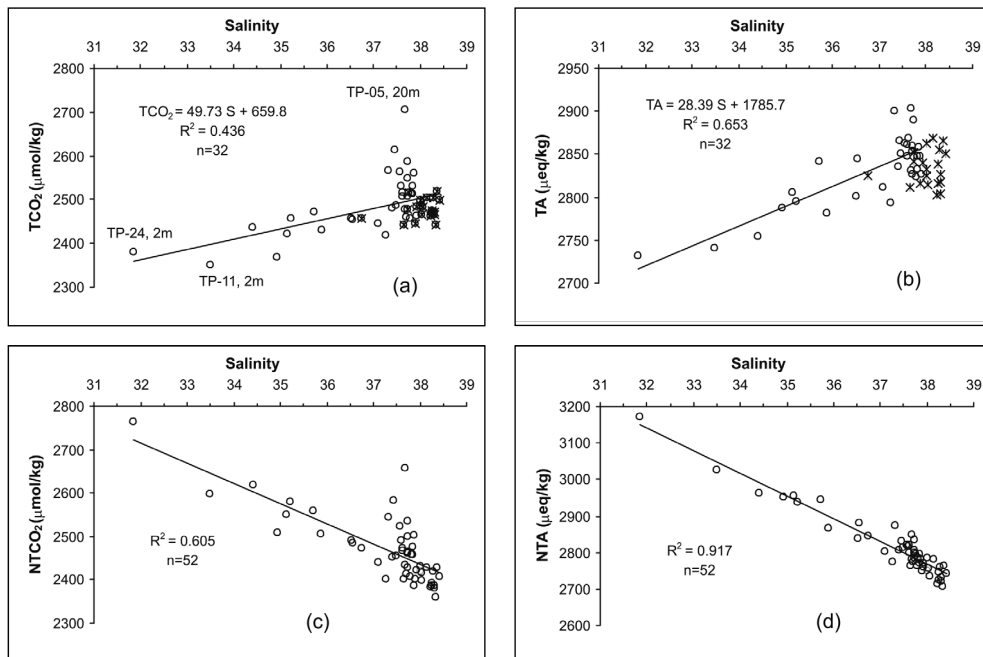 Salinity
31 32 33 34 35 36 37 38 39
2800
2700
2600
2500
2400
2300
TCO₂ (μmol/kg)
TP-05, 20m
TCO₂ = 49.73 S + 659.8
R² = 0.436
n=32
TP-24, 2m
TP-11, 2m
(a)
Salinity
31 32 33 34 35 36 37 38 39
2950
2900
2850
2800
2750
2700
TA (μeq/kg)
TA = 28.39 S + 1785.7
R² = 0.653
n=32
(b)
Salinity
31 32 33 34 35 36 37 38 39
2800
2700
2600
2500
2400
2300
NTCO₂ (μmol/kg)
R² = 0.605
n=52
(c)
Salinity
31 32 33 34 35 36 37 38 39
3200
3100
3000
2900
2800
2700
2600
NTA (μeq/kg)
R² = 0.917
n=52
(d)